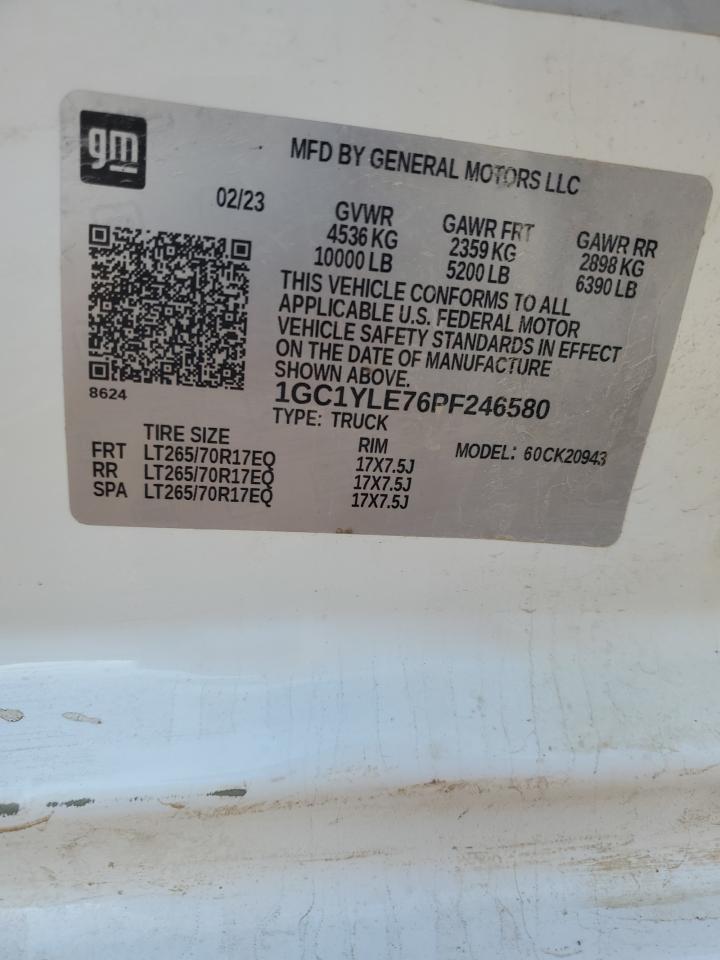 gm
MFD BY GENERAL MOTORS LLC
02/23
GVWR GAWR FRT GAWR RR
4536 KG 2359 KG 2898 KG
10000 LB 5200 LB 6390 LB
THIS VEHICLE CONFORMS TO ALL
APPLICABLE U.S. FEDERAL MOTOR
VEHICLE SAFETY STANDARDS IN EFFECT
ON THE DATE OF MANUFACTURE
SHOWN ABOVE.
8624
1GC1YLE76PF246580
TYPE: TRUCK
TIRE SIZE RIM MODEL: 60CK20943
FRT LT265/70R17EQ 17X7.5J
RR LT265/70R17EQ 17X7.5J
SPA LT265/70R17EQ 17X7.5J